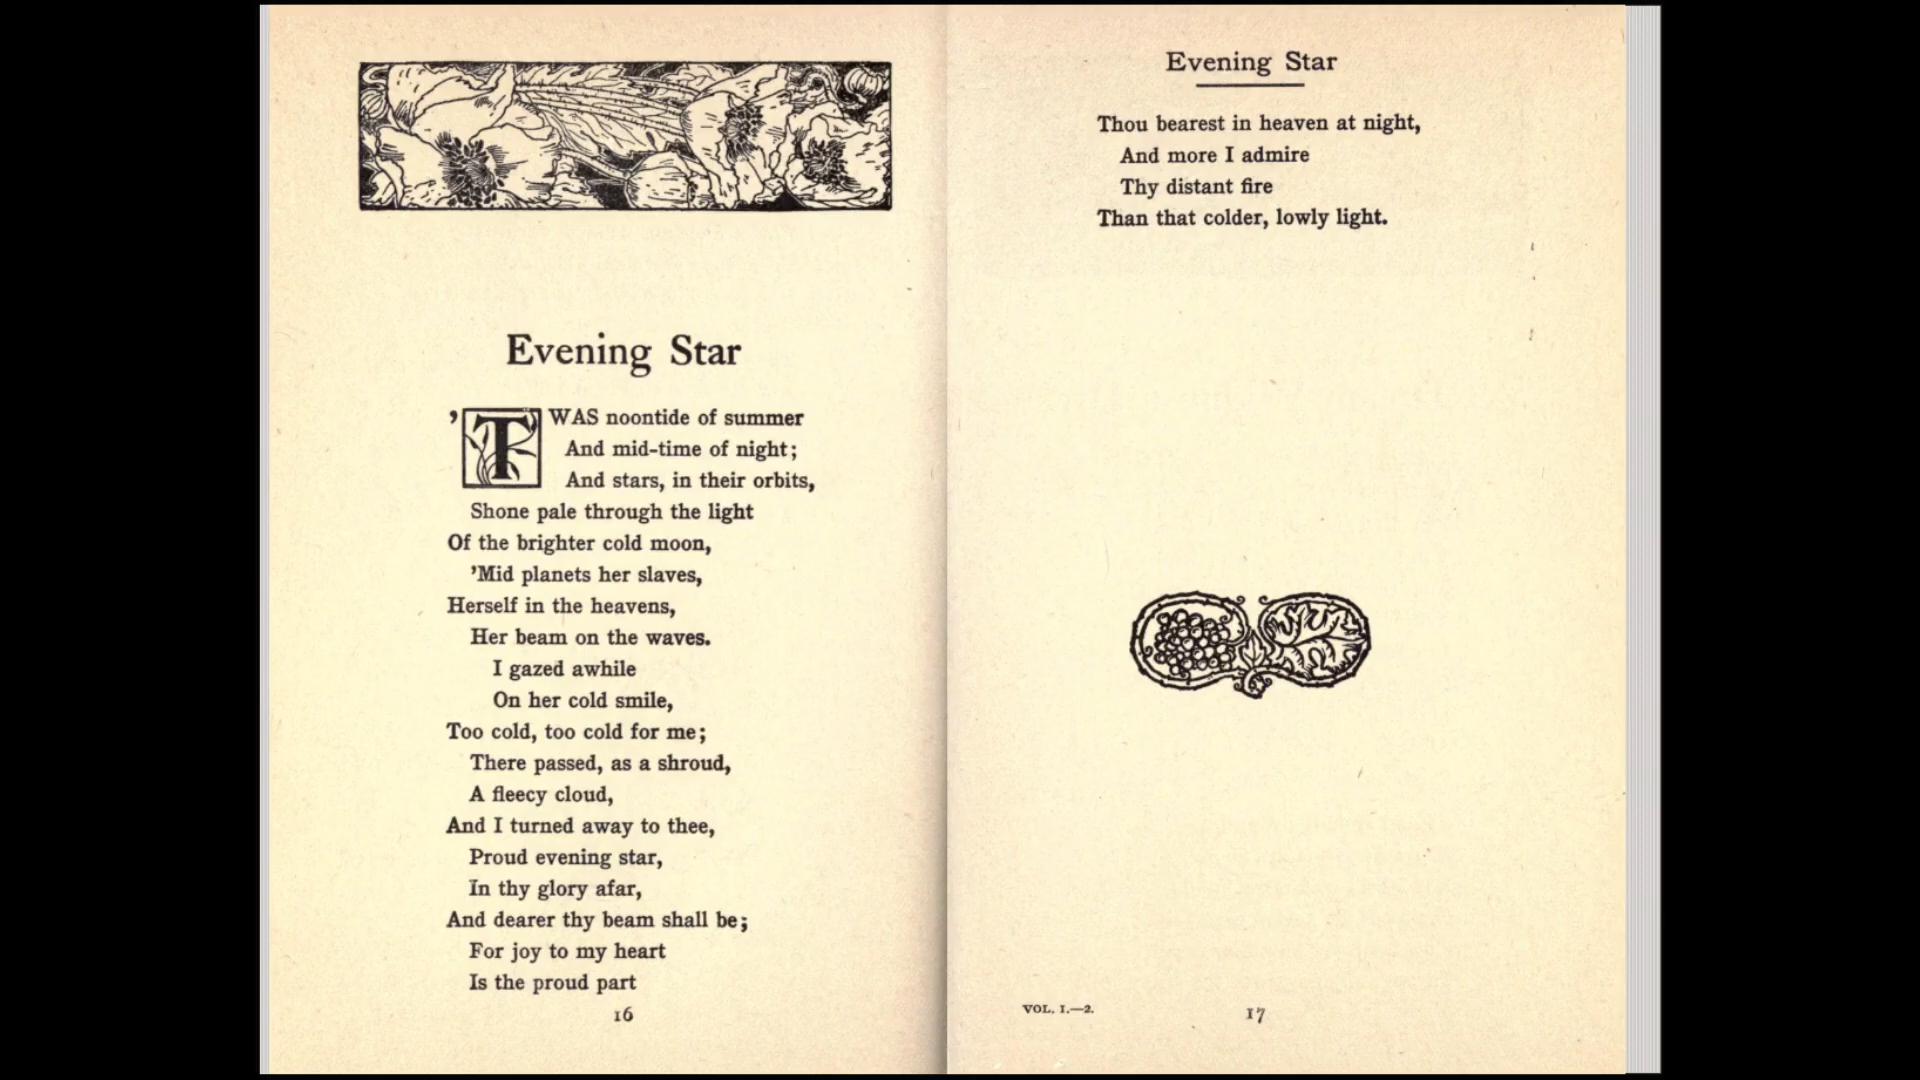 Evening Star
'TWAS noontide of summer
And mid-time of night;
And stars, in their orbits,
Shone pale through the light
Of the brighter cold moon,
'Mid planets her slaves,
Herself in the heavens,
Her beam on the waves.
I gazed awhile
On her cold smile,
Too cold, too cold for me;
There passed, as a shroud,
A fleecy cloud,
And I turned away to thee,
Proud evening star,
In thy glory afar,
And dearer thy beam shall be;
For joy to my heart
Is the proud part
16
Evening Star
Thou bearest in heaven at night,
And more I admire
Thy distant fire
Than that colder, lowly light.
VOL. I.—2.
17